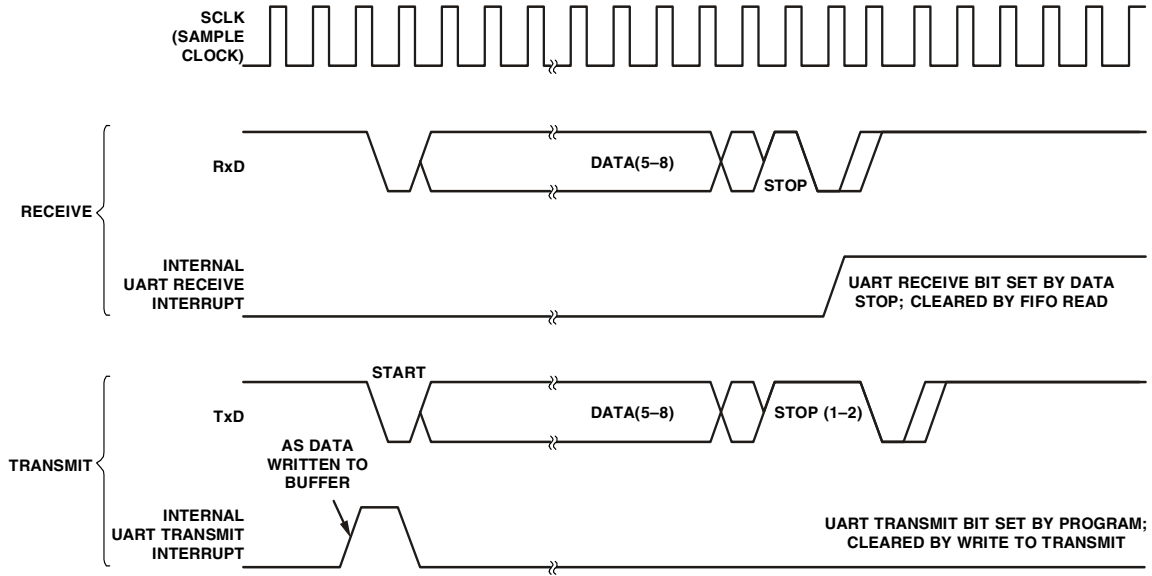 SCLK
(SAMPLE
CLOCK)
RECEIVE
RxD
DATA(5–8)
STOP
INTERNAL
UART RECEIVE
INTERRUPT
UART RECEIVE BIT SET BY DATA
STOP; CLEARED BY FIFO READ
TRANSMIT
START
TxD
DATA(5–8)
STOP (1–2)
AS DATA
WRITTEN TO
BUFFER
INTERNAL
UART TRANSMIT
INTERRUPT
UART TRANSMIT BIT SET BY PROGRAM;
CLEARED BY WRITE TO TRANSMIT